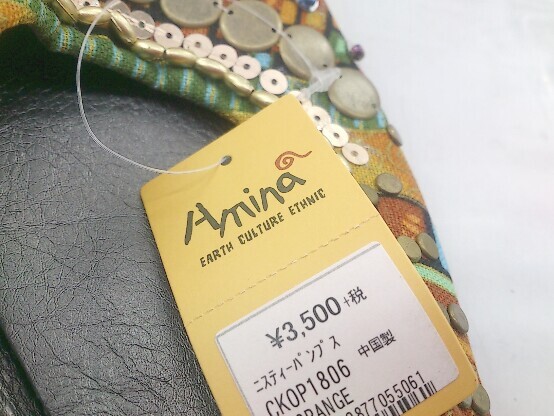 Amina
EARTH CULTURE ETHNIC
¥3,500 +税
ニスティーパンプス
CKOP1806 中国製
ORANGE
877055061